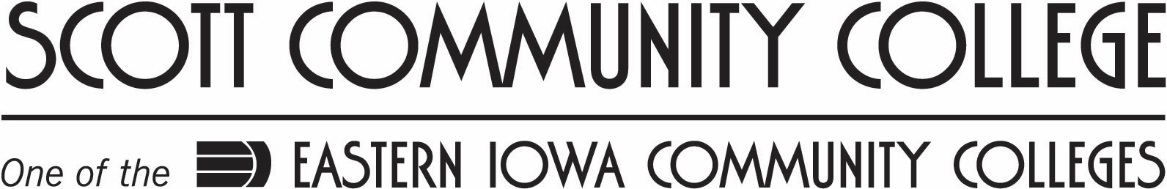 SCOTT COMMUNITY COLLEGE
One of the EASTERN IOWA COMMUNITY COLLEGES